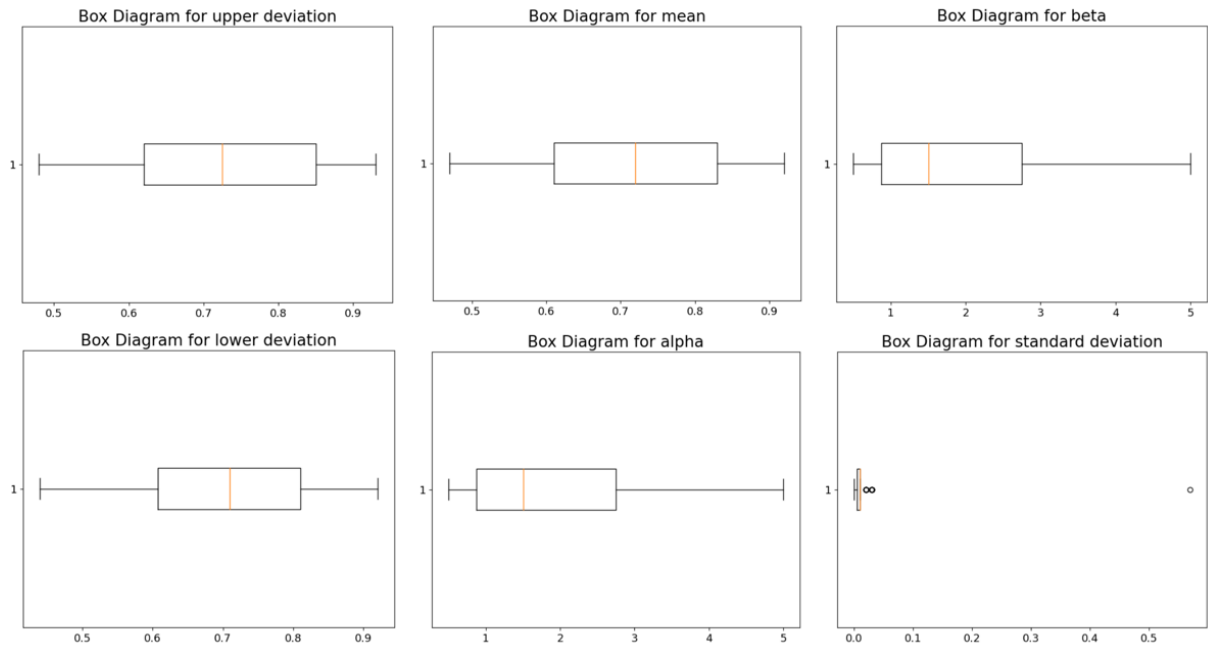 Box Diagram for upper deviation
1
0.5 0.6 0.7 0.8 0.9
Box Diagram for mean
1
0.5 0.6 0.7 0.8 0.9
Box Diagram for beta
1
1 2 3 4 5
Box Diagram for lower deviation
1
0.5 0.6 0.7 0.8 0.9
Box Diagram for alpha
1
1 2 3 4 5
Box Diagram for standard deviation
1
0.0 0.1 0.2 0.3 0.4 0.5